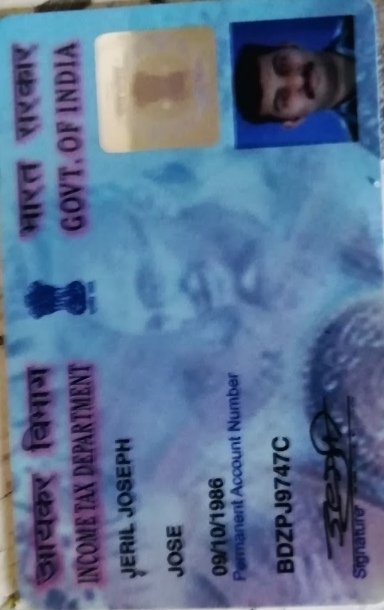 आयकर विभाग
INCOME TAX DEPARTMENT
भारत सरकार
GOVT. OF INDIA
JERIL JOSEPH
JOSE
09/10/1986
Permanent Account Number
BDZPJ9747C
Signature